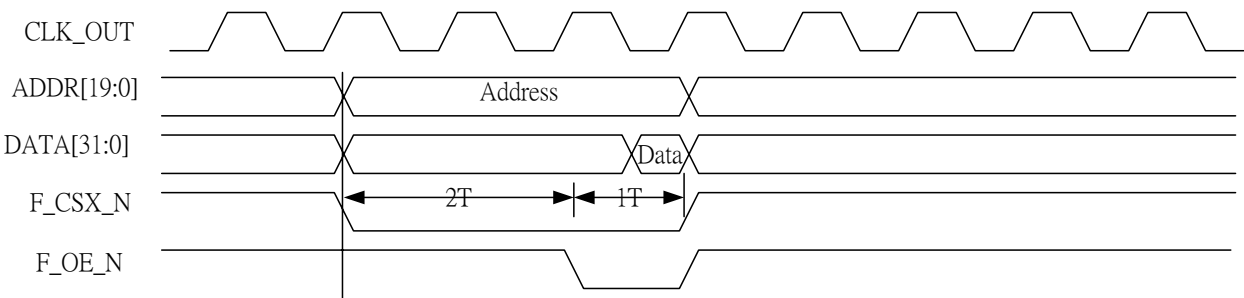 CLK_OUT
ADDR[19:0]
Address
DATA[31:0]
Data
F_CSX_N
2T
1T
F_OE_N